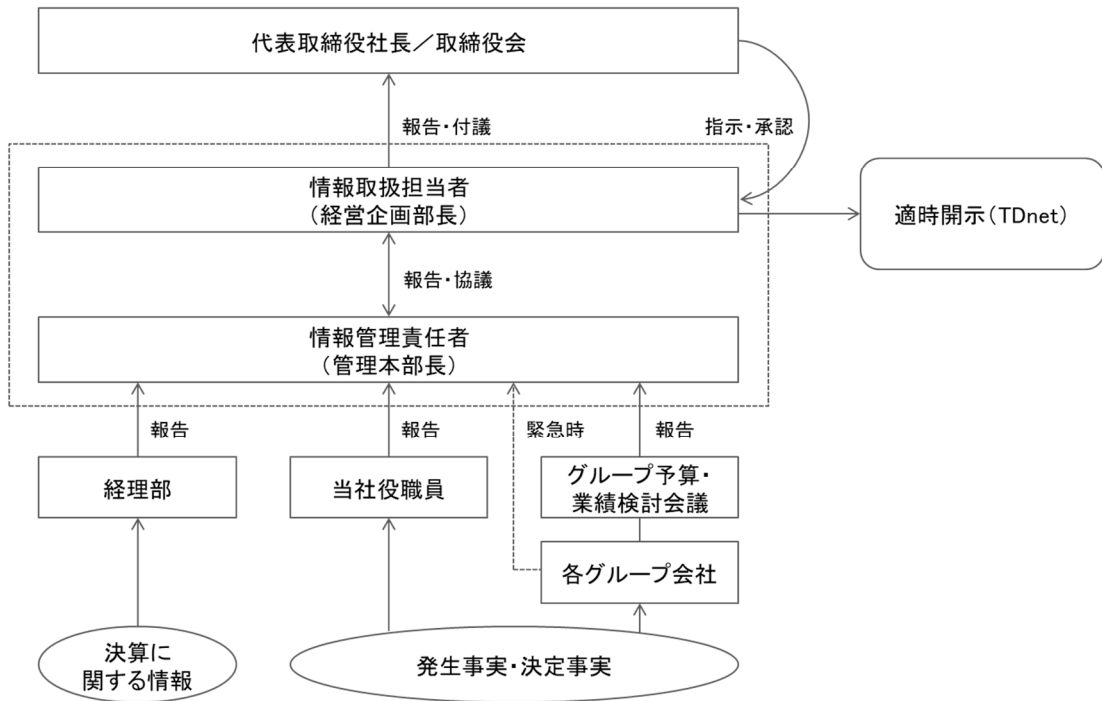 代表取締役社長／取締役会
報告・付議
指示・承認
情報取扱担当者
（経営企画部長）
適時開示（TDnet）
報告・協議
情報管理責任者
（管理本部長）
報告
報告
緊急時
報告
経理部
当社役職員
グループ予算・
業績検討会議
各グループ会社
決算に
関する情報
発生事実・決定事実